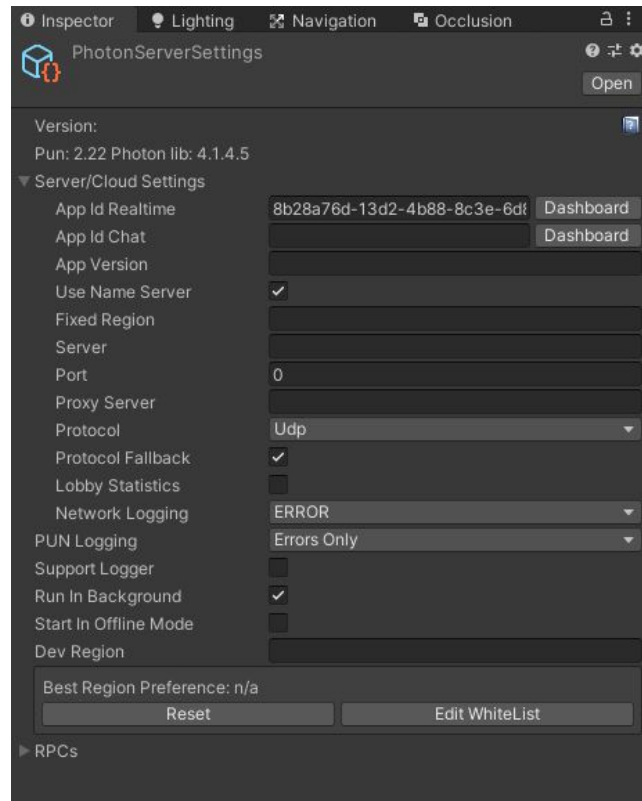 Inspector Lighting Navigation Occlusion
PhotonServerSettings
Open
Version:
Pun: 2.22 Photon lib: 4.1.4.5
Server/Cloud Settings
App Id Realtime 8b28a76d-13d2-4b88-8c3e-6d8 Dashboard
App Id Chat Dashboard
App Version
Use Name Server
Fixed Region
Server
Port 0
Proxy Server
Protocol Udp
Protocol Fallback
Lobby Statistics
Network Logging ERROR
PUN Logging Errors Only
Support Logger
Run In Background
Start In Offline Mode
Dev Region
Best Region Preference: n/a
Reset Edit WhiteList
RPCs